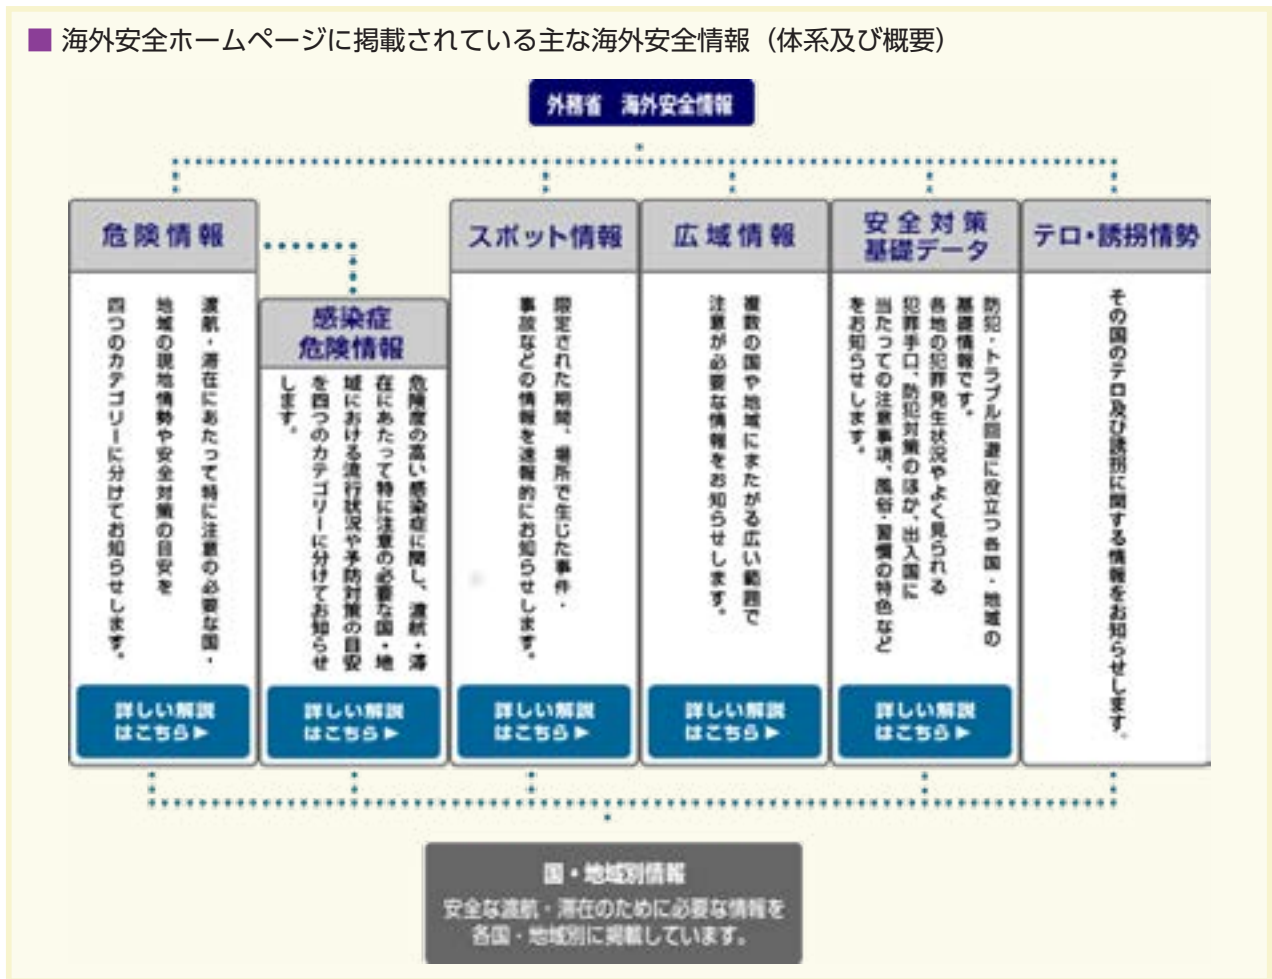 海外安全ホームページに掲載されている主な海外安全情報（体系及び概要）
外務省 海外安全情報
危険情報
渡航・滞在にあたって特に注意の必要な国・
地域の現地情勢や安全対策の目安を
四つのカテゴリーに分けてお知らせします。
詳しい解説
はこちら▶
感染症
危険情報
危険度の高い感染症に関し、渡航・滞
在にあたって特に注意の必要な国・地
域における流行状況や予防対策の目安
を四つのカテゴリーに分けてお知らせ
します。
詳しい解説
はこちら▶
スポット情報
限定された期間、場所で生じた事件・
事故などの情報を速報的にお知らせします。
詳しい解説
はこちら▶
広域情報
複数の国や地域にまたがる広い範囲で
注意が必要な情報をお知らせします。
詳しい解説
はこちら▶
安全対策
基礎データ
防犯・トラブル回避に役立つ各国・地域の
基礎情報です。
各地の犯罪発生状況やよく見られる
犯罪手口、防犯対策のほか、出入国に
当たっての注意事項、風俗・習慣の特色など
をお知らせします。
詳しい解説
はこちら▶
テロ・誘拐情勢
その国のテロ及び誘拐に関する情報をお知らせします。
国・地域別情報
安全な渡航・滞在のために必要な情報を
各国・地域別に掲載しています。